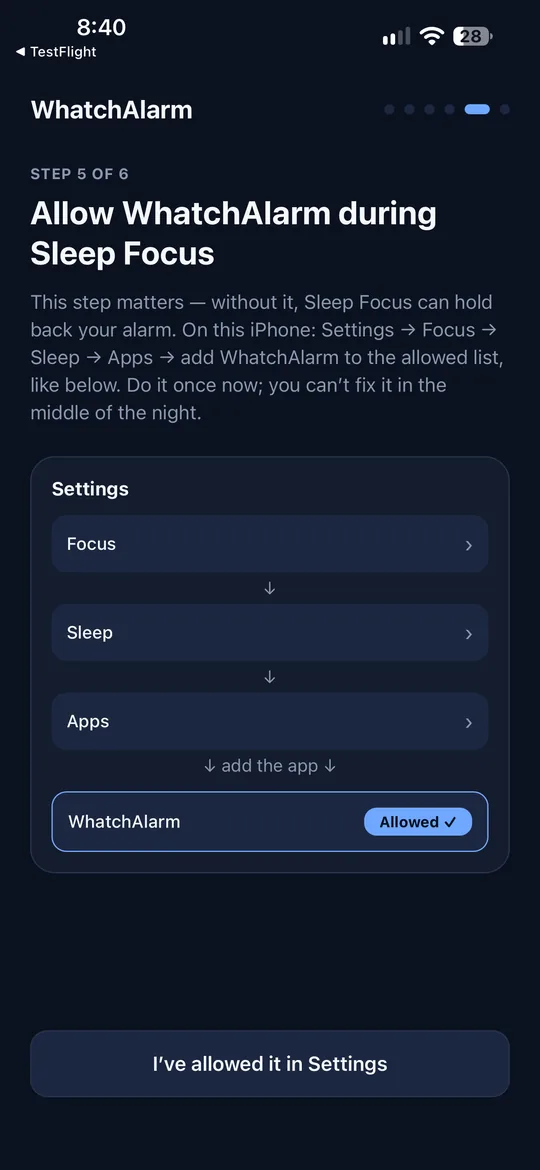 8:40
28
◀ TestFlight
WhatchAlarm
STEP 5 OF 6
Allow WhatchAlarm during
Sleep Focus
This step matters — without it, Sleep Focus can hold
back your alarm. On this iPhone: Settings → Focus →
Sleep → Apps → add WhatchAlarm to the allowed list,
like below. Do it once now; you can’t fix it in the
middle of the night.
Settings
Focus ›
↓
Sleep ›
↓
Apps ›
↓ add the app ↓
WhatchAlarm Allowed ✓
I’ve allowed it in Settings